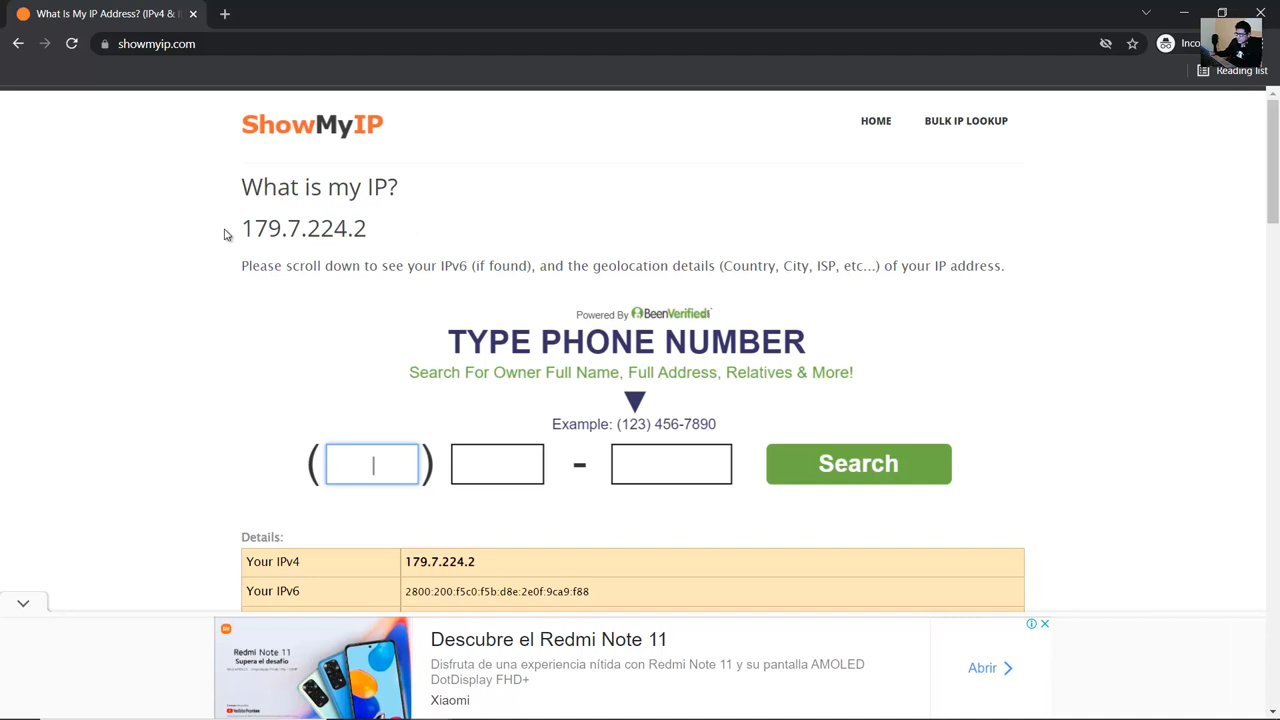 What is My IP Address? (IPv4 &
showmyip.com
Inco
Reading list
ShowMyIP
HOME
BULK IP LOOKUP
What is my IP?
179.7.224.2
Please scroll down to see your IPv6 (if found), and the geolocation details (Country, City, ISP, etc...) of your IP address.
Powered By BeenVerified
TYPE PHONE NUMBER
Search For Owner Full Name, Full Address, Relatives & More!
Example: (123) 456-7890
( ) -
Search
Details:
Your IPv4 179.7.224.2
Your IPv6 2800:200:f5c0:f5b:d8e:2e0f:9ca9:f88
Redmi Note 11
Supera el desafío
Descubre el Redmi Note 11
Disfruta de una experiencia nítida con Redmi Note 11 y su pantalla AMOLED
DotDisplay FHD+
Xiaomi
Abrir